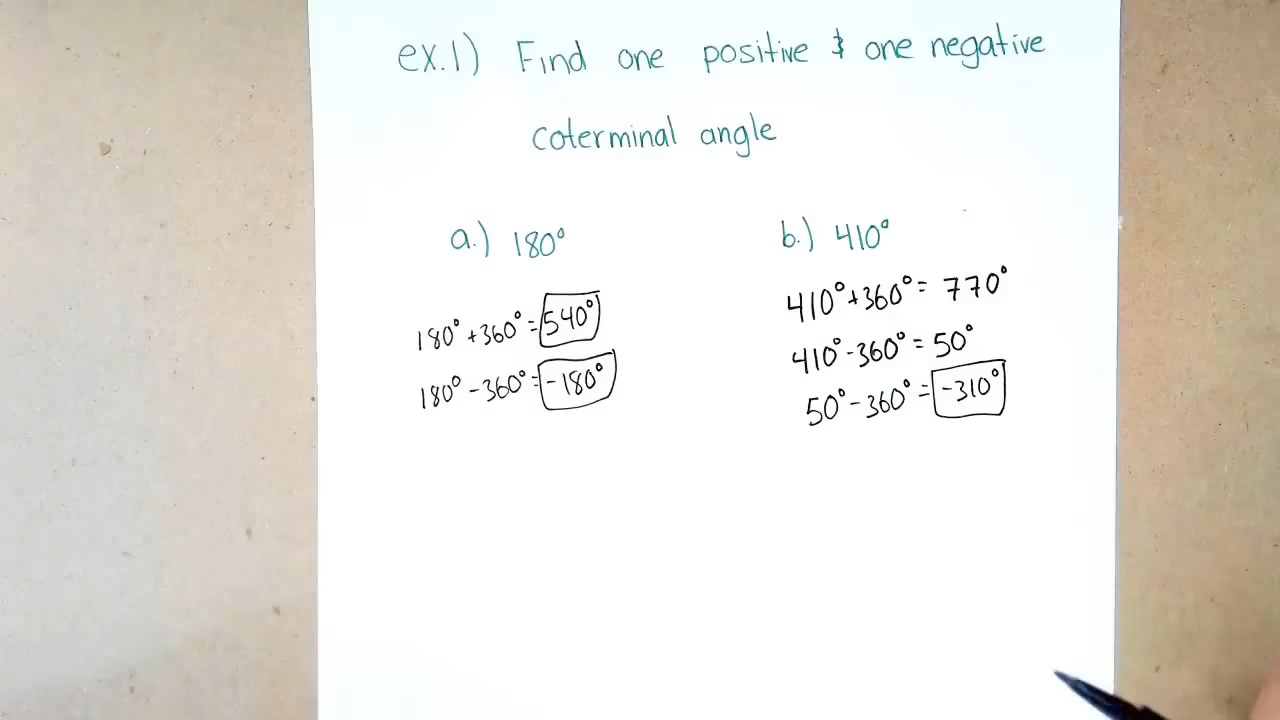 ex.1) Find one positive & one negative
coterminal angle
a.) 180°
180° + 360° = 540°
180° - 360° = -180°
b.) 410°
410° + 360° = 770°
410° - 360° = 50°
50° - 360° = -310°